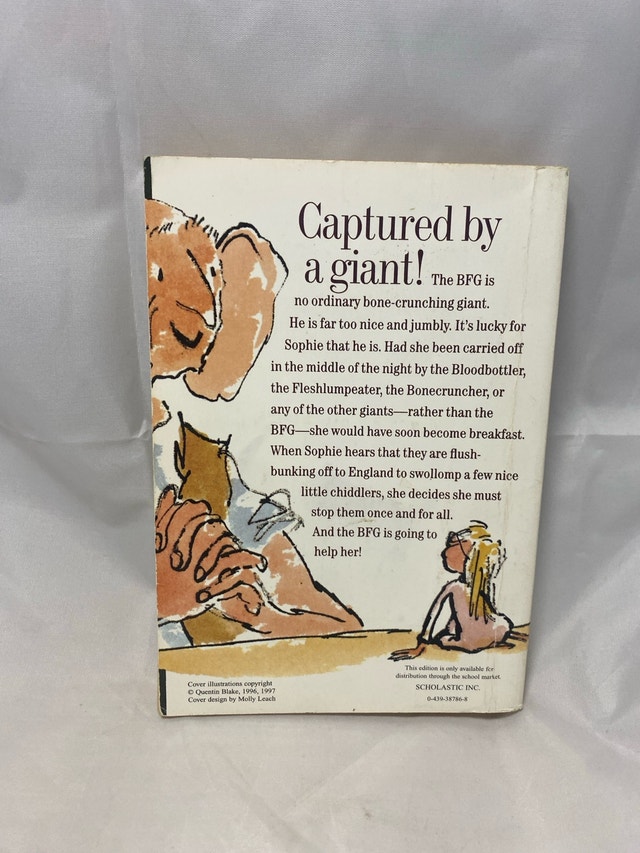 Captured by
a giant! The BFG is
no ordinary bone-crunching giant.
He is far too nice and jumbly. It's lucky for
Sophie that he is. Had she been carried off
in the middle of the night by the Bloodbottler,
the Fleshlumpeater, the Bonecruncher, or
any of the other giants—rather than the
BFG—she would have soon become breakfast.
When Sophie hears that they are flush-
bunking off to England to swollomp a few nice
little chiddlers, she decides she must
stop them once and for all.
And the BFG is going to
help her!
Cover illustrations copyright
© Quentin Blake, 1996, 1997
Cover design by Molly Leach
This edition is only available for
distribution through the school market.
SCHOLASTIC INC.
0-439-38786-8